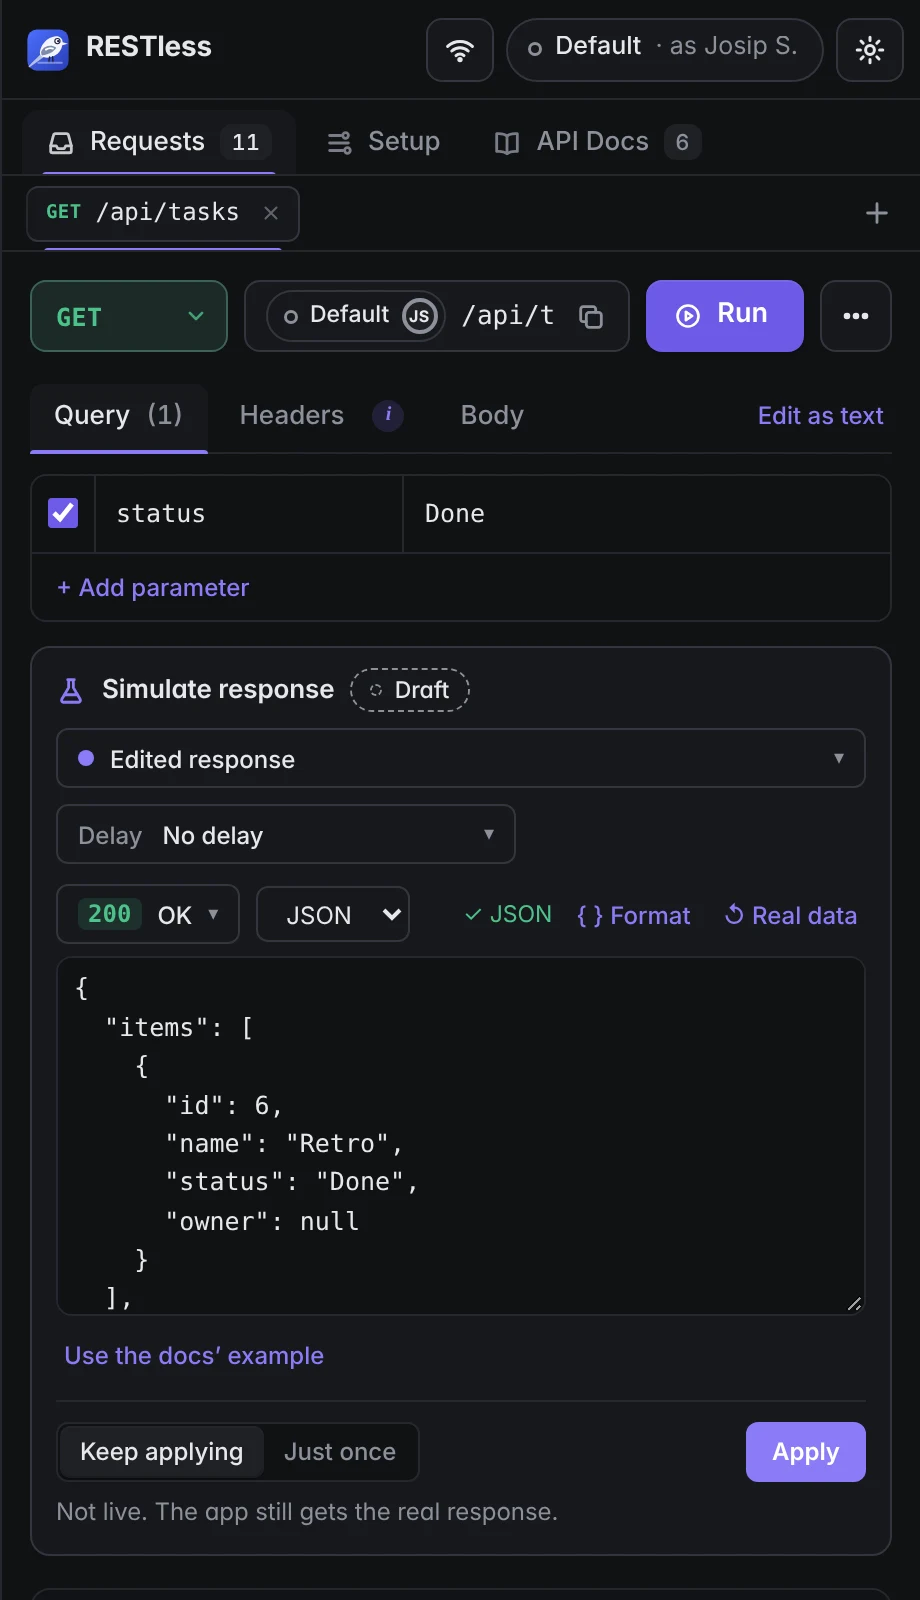 RESTless
Default · as Josip S.
Requests 11 Setup API Docs 6
GET /api/tasks ×
GET Default JS /api/t Run
Query (1) Headers i Body Edit as text
status Done
+ Add parameter
Simulate response Draft
Edited response
Delay No delay
200 OK JSON ✓ JSON { } Format Real data
{
"items": [
{
"id": 6,
"name": "Retro",
"status": "Done",
"owner": null
}
],
Use the docs’ example
Keep applying Just once Apply
Not live. The app still gets the real response.